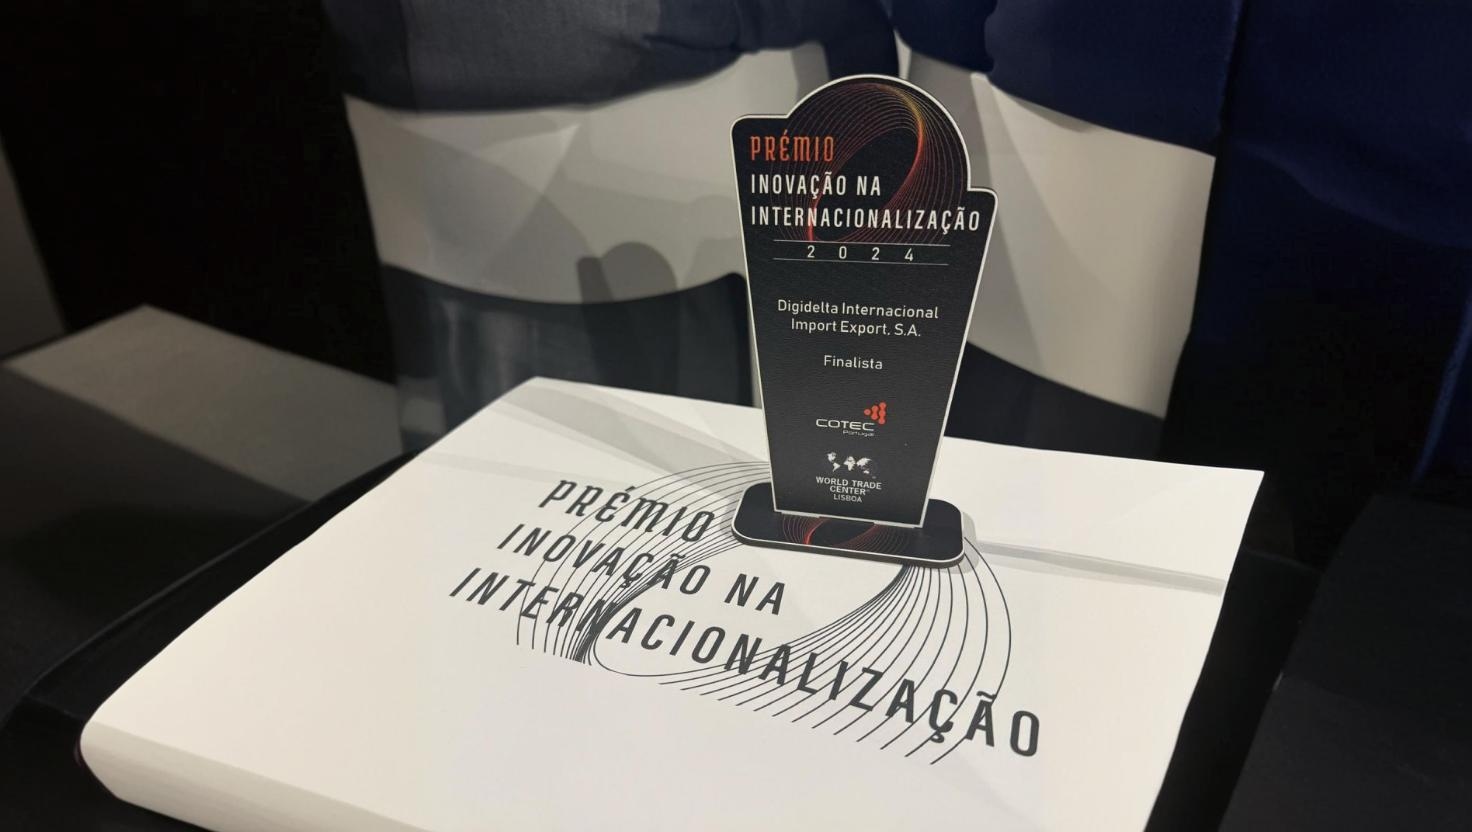 PRÉMIO
INOVAÇÃO NA
INTERNACIONALIZAÇÃO
2024
Digidelta Internacional
Import Export, S.A.
Finalista
COTEC
Portugal
WORLD TRADE
CENTER
LISBOA
PRÉMIO
INOVAÇÃO NA
INTERNACIONALIZAÇÃO